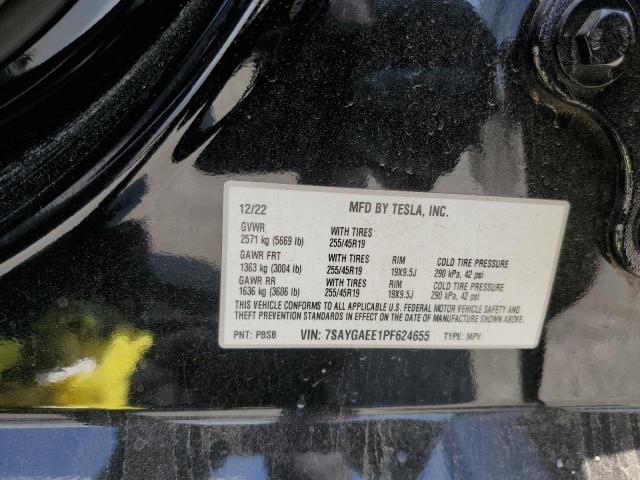 12/22 MFD BY TESLA, INC.
GVWR WITH TIRES
2571 kg (5669 lb) 255/45R19
GAWR FRT WITH TIRES RIM COLD TIRE PRESSURE
1363 kg (3004 lb) 255/45R19 19X9.5J 290 kPa, 42 psi
GAWR RR WITH TIRES RIM COLD TIRE PRESSURE
1636 kg (3606 lb) 255/45R19 19X9.5J 290 kPa, 42 psi
THIS VEHICLE CONFORMS TO ALL APPLICABLE U.S. FEDERAL MOTOR VEHICLE SAFETY AND
THEFT PREVENTION STANDARDS IN EFFECT ON THE DATE OF MANUFACTURE SHOWN ABOVE.
PNT: PBSB VIN: 7SAYGAEE1PF624655 TYPE: MPV